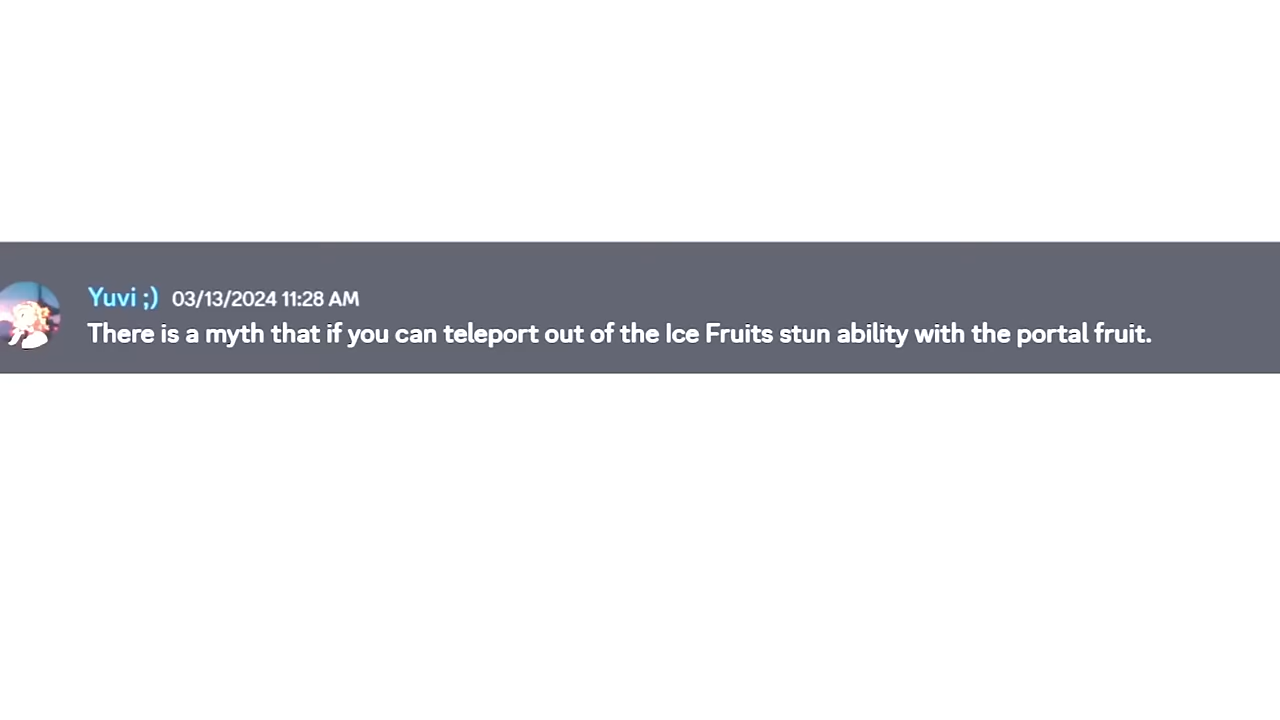 Yuvi ;) 03/13/2024 11:28 AM
There is a myth that if you can teleport out of the Ice Fruits stun ability with the portal fruit.